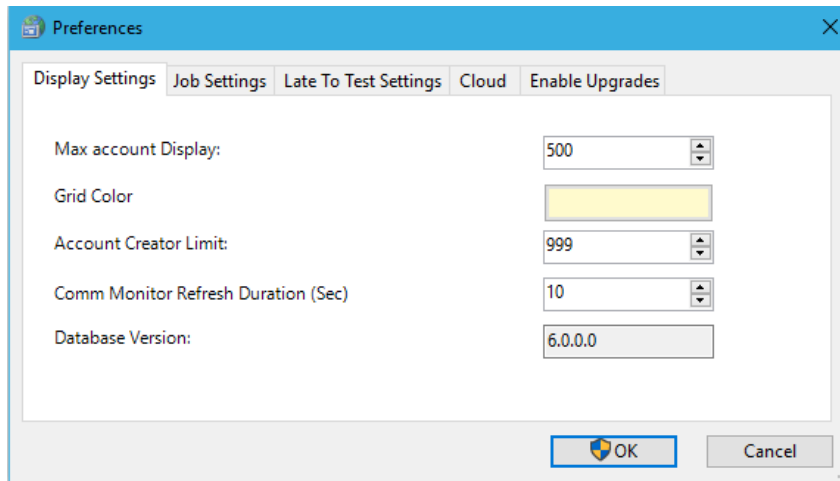 Preferences
Display Settings Job Settings Late To Test Settings Cloud Enable Upgrades
Max account Display: 500
Grid Color
Account Creator Limit: 999
Comm Monitor Refresh Duration (Sec) 10
Database Version: 6.0.0.0
OK Cancel